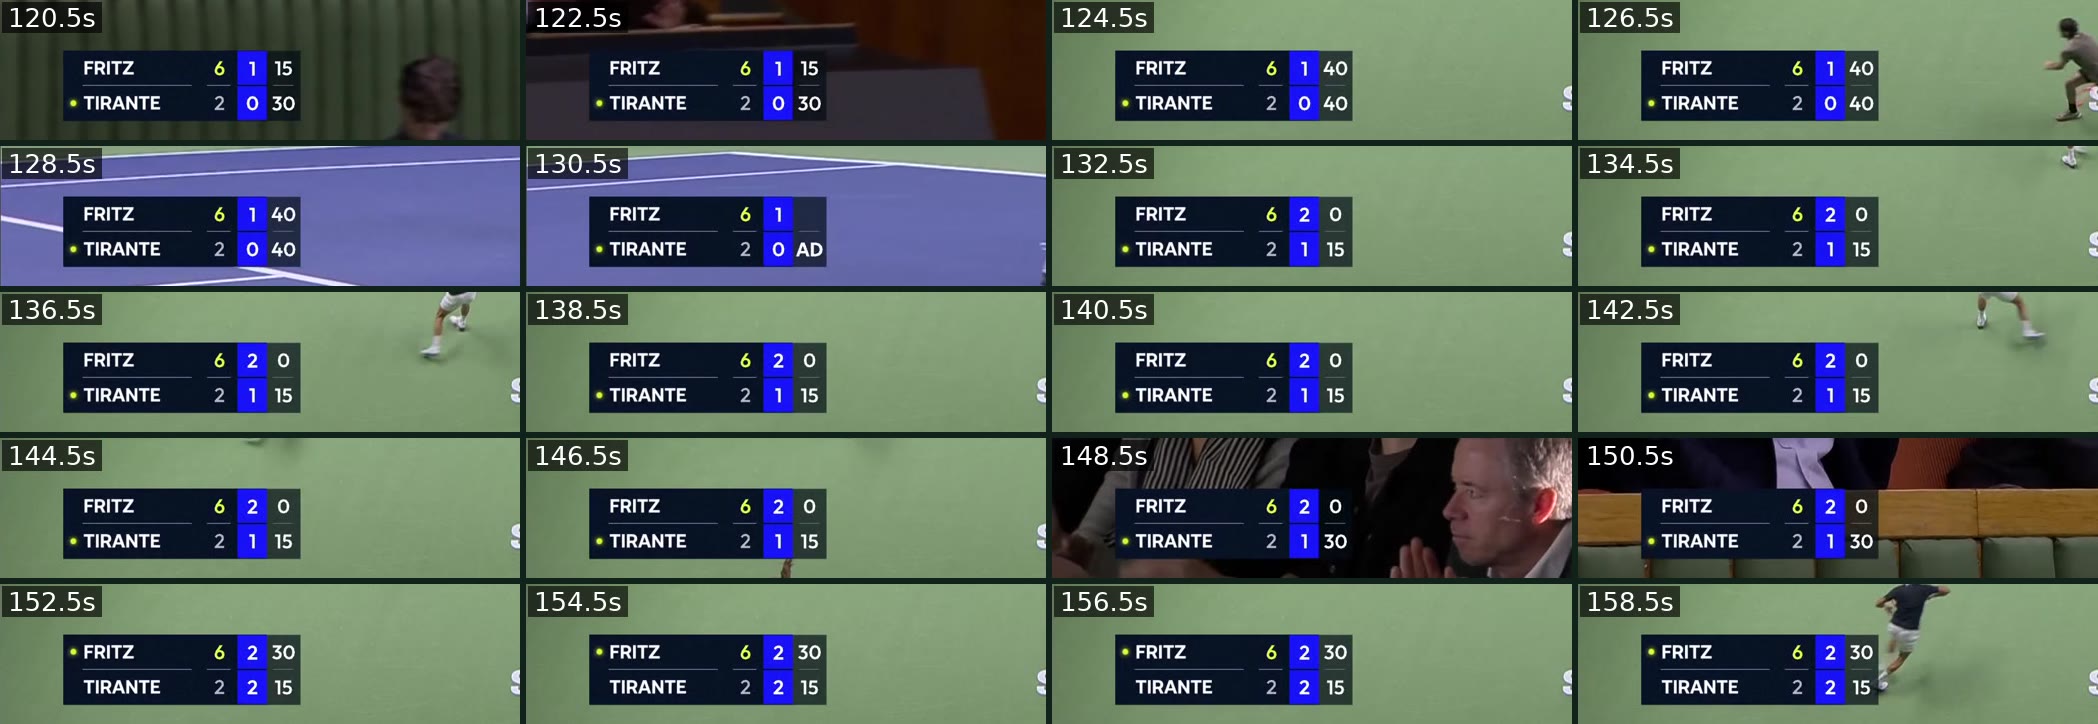 120.5s
FRITZ 6 1 15
TIRANTE 2 0 30
122.5s
FRITZ 6 1 15
TIRANTE 2 0 30
124.5s
FRITZ 6 1 40
TIRANTE 2 0 40
126.5s
FRITZ 6 1 40
TIRANTE 2 0 40
128.5s
FRITZ 6 1 40
TIRANTE 2 0 40
130.5s
FRITZ 6 1
TIRANTE 2 0 AD
132.5s
FRITZ 6 2 0
TIRANTE 2 1 15
134.5s
FRITZ 6 2 0
TIRANTE 2 1 15
136.5s
FRITZ 6 2 0
TIRANTE 2 1 15
138.5s
FRITZ 6 2 0
TIRANTE 2 1 15
140.5s
FRITZ 6 2 0
TIRANTE 2 1 15
142.5s
FRITZ 6 2 0
TIRANTE 2 1 15
144.5s
FRITZ 6 2 0
TIRANTE 2 1 15
146.5s
FRITZ 6 2 0
TIRANTE 2 1 15
148.5s
FRITZ 6 2 0
TIRANTE 2 1 30
150.5s
FRITZ 6 2 0
TIRANTE 2 1 30
152.5s
FRITZ 6 2 30
TIRANTE 2 2 15
154.5s
FRITZ 6 2 30
TIRANTE 2 2 15
156.5s
FRITZ 6 2 30
TIRANTE 2 2 15
158.5s
FRITZ 6 2 30
TIRANTE 2 2 15